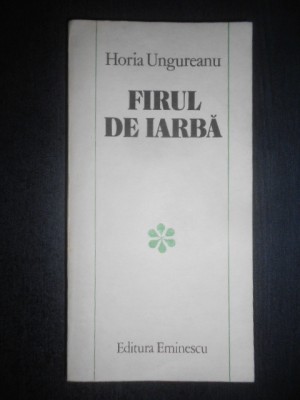 Horia Ungureanu
FIRUL
DE IARBĂ
Editura Eminescu